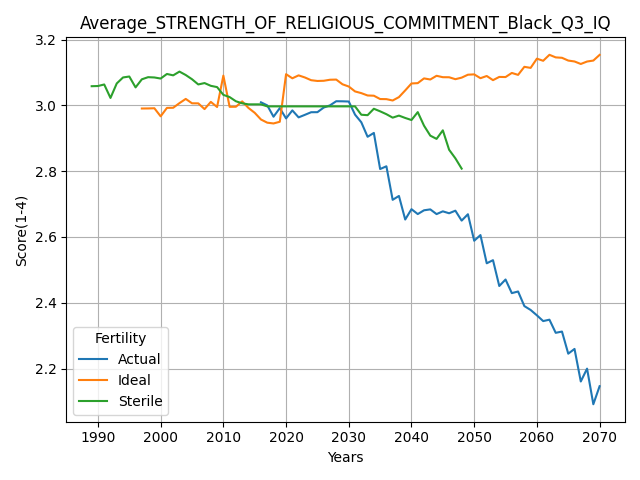 Average_STRENGTH_OF_RELIGIOUS_COMMITMENT_Black_Q3_IQ
3.2
3.0
2.8
2.6
2.4
2.2
Score(1-4)
Fertility
Actual
Ideal
Sterile
1990 2000 2010 2020 2030 2040 2050 2060 2070
Years